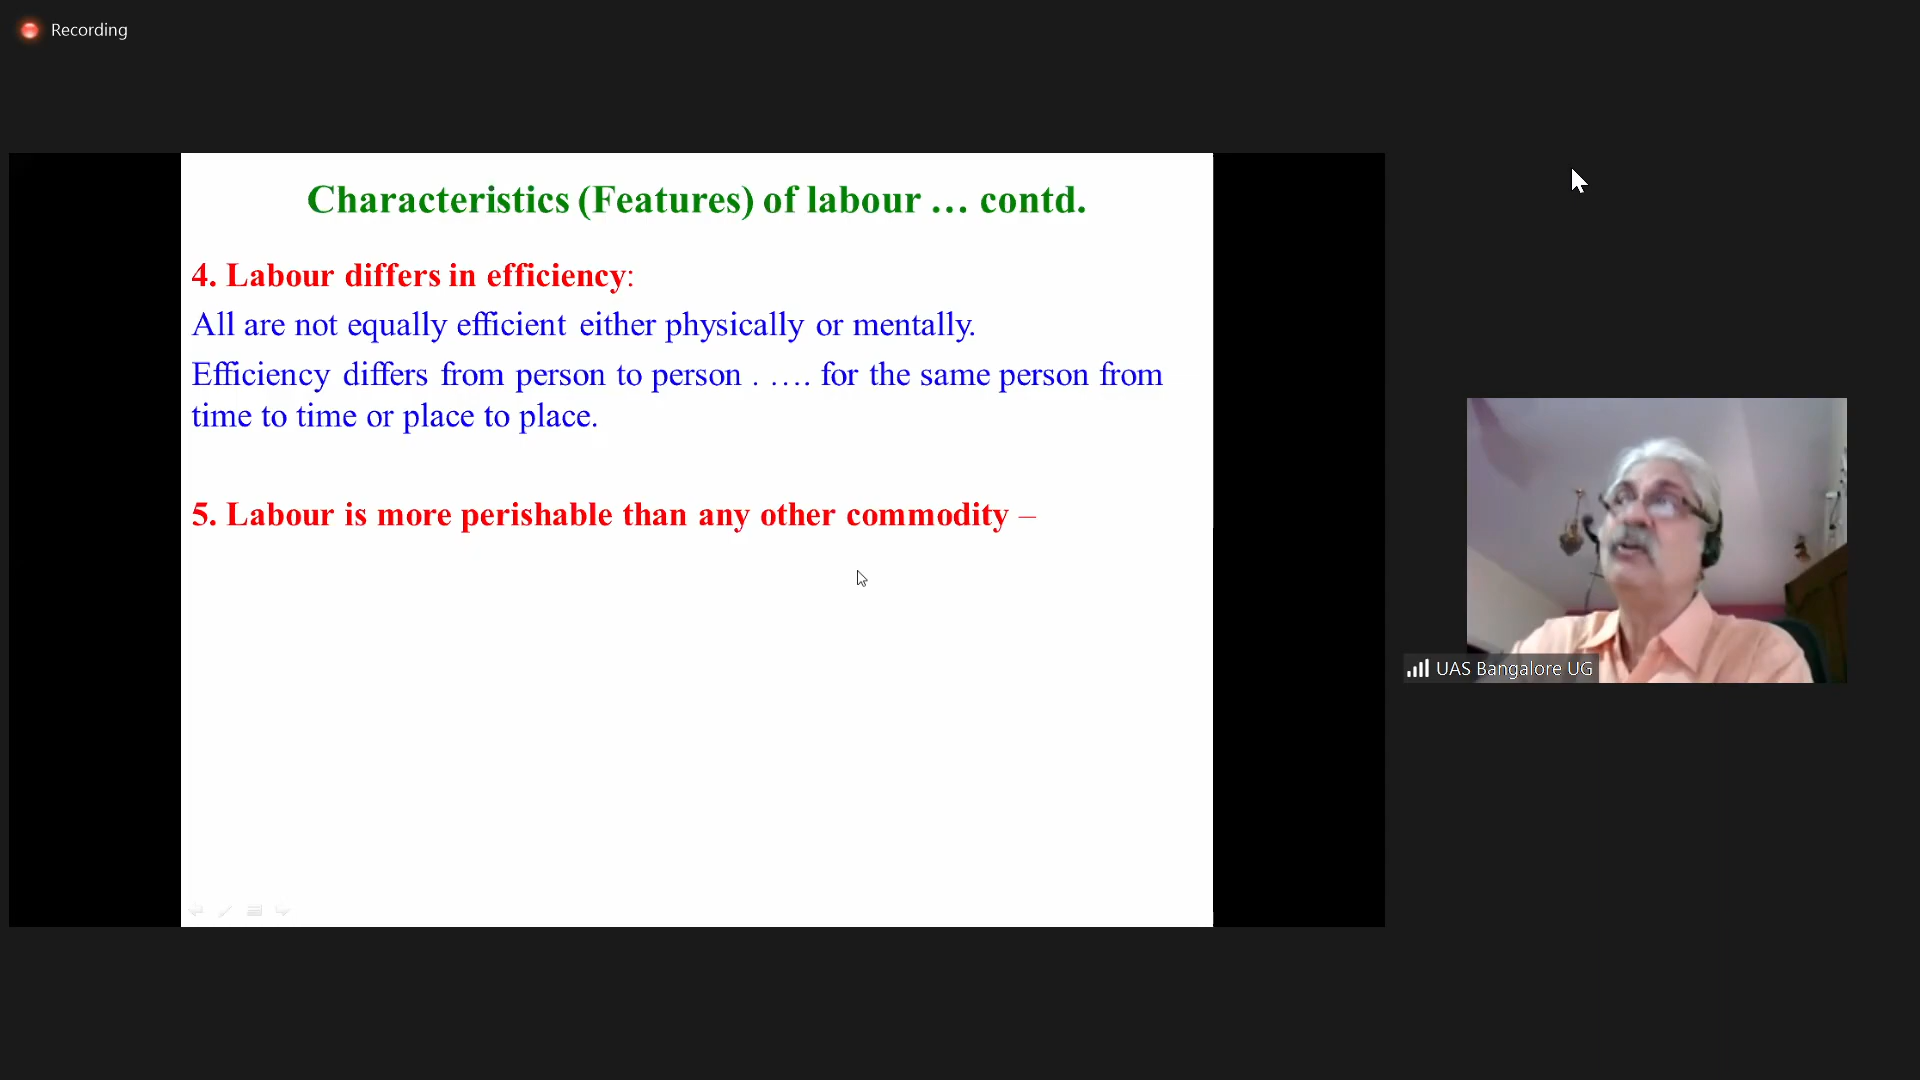 Recording
Characteristics (Features) of labour … contd.
4. Labour differs in efficiency:
All are not equally efficient either physically or mentally.
Efficiency differs from person to person . …. for the same person from
time to time or place to place.
5. Labour is more perishable than any other commodity –
UAS Bangalore UG